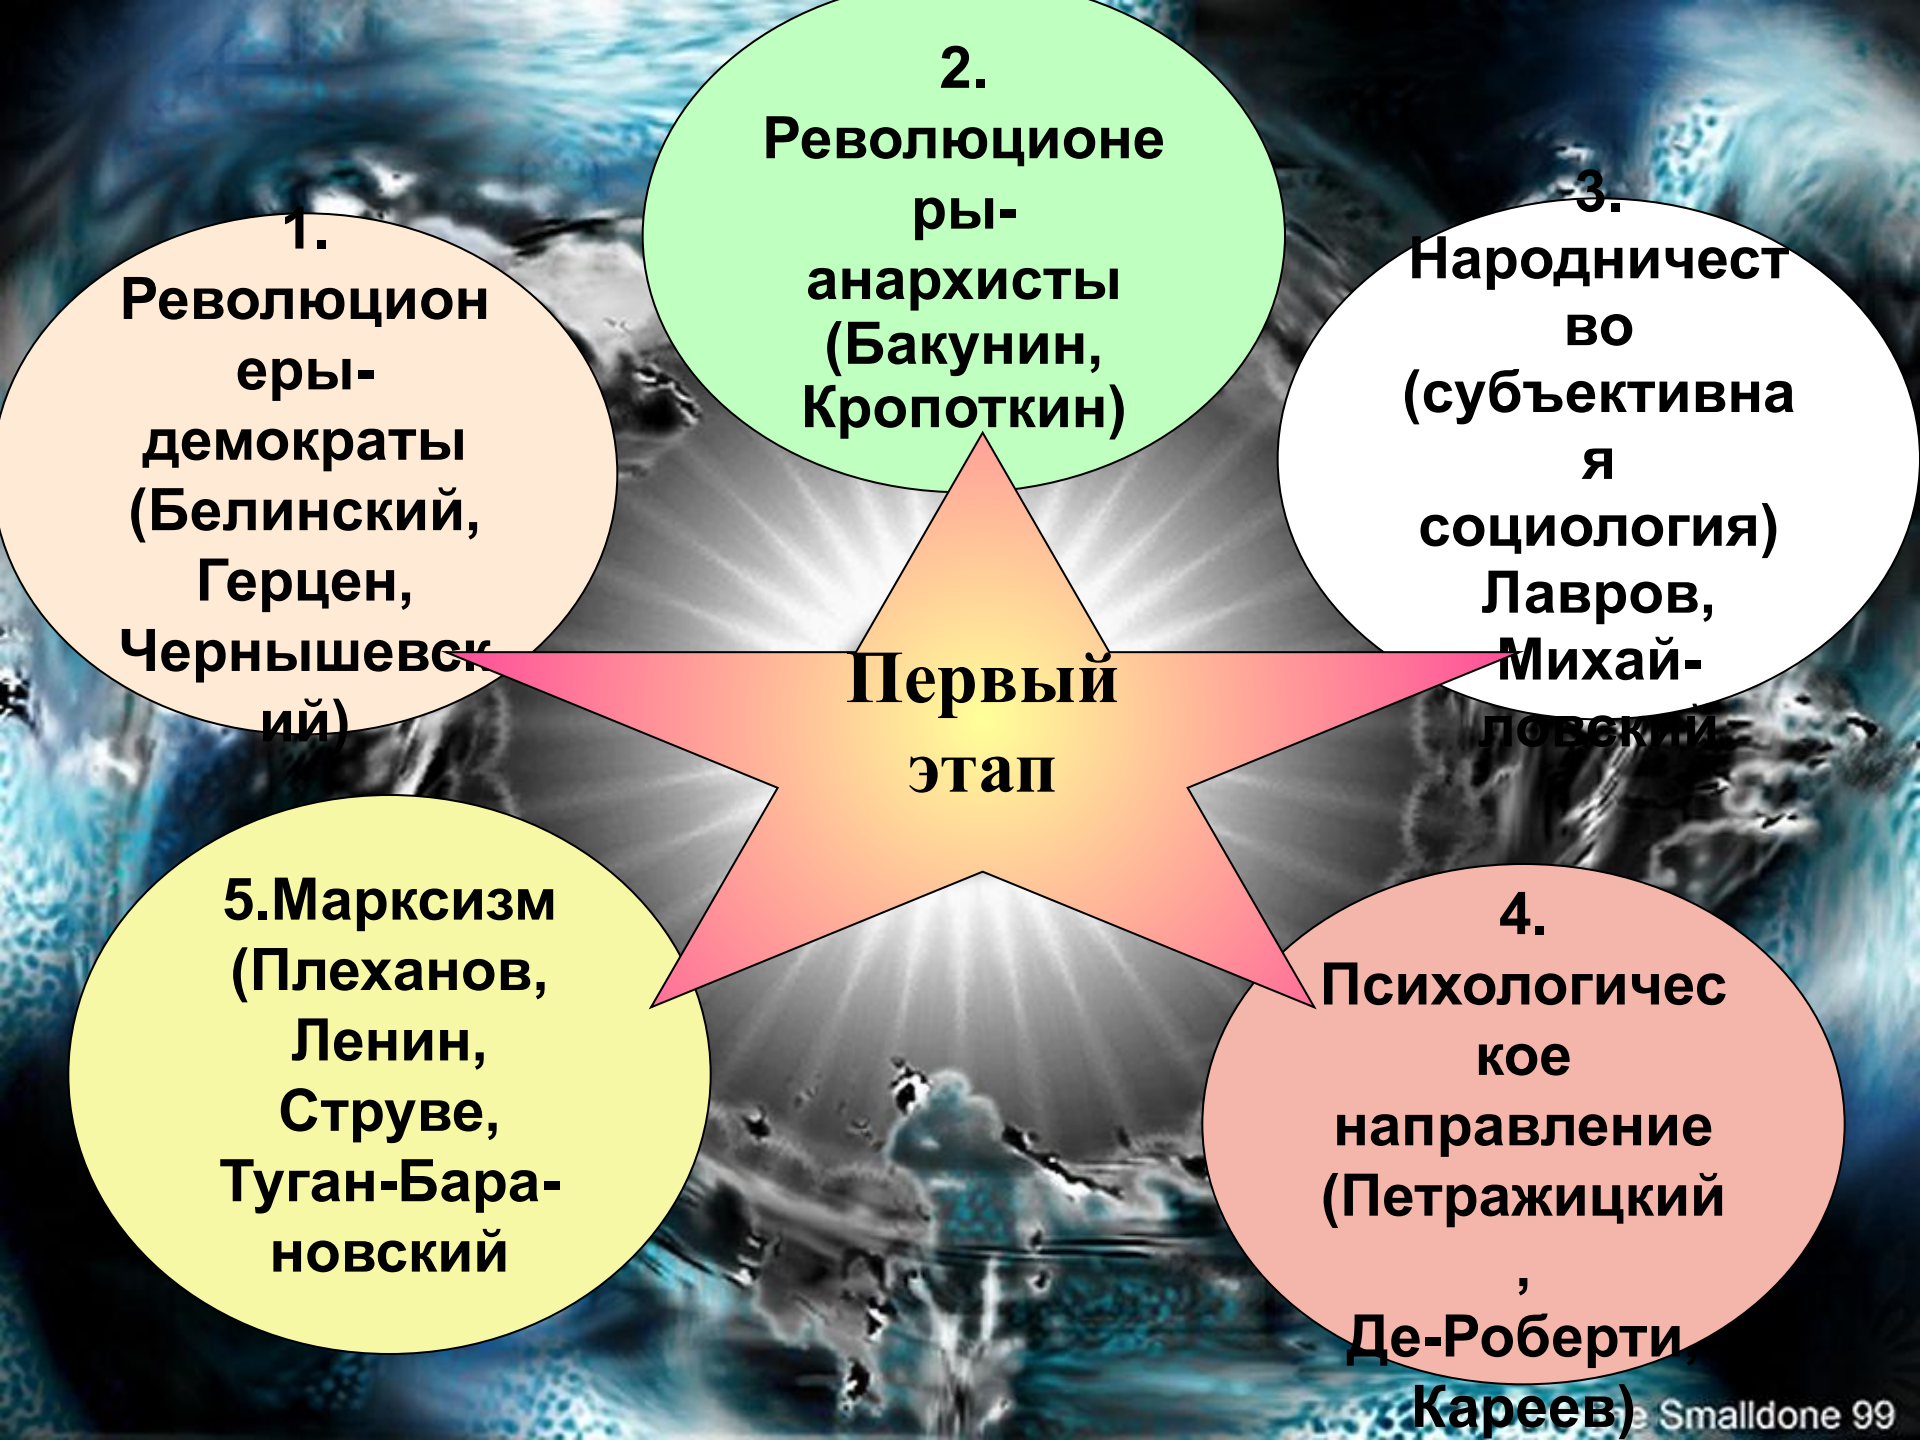 1.
Революцион
еры-
демократы
(Белинский,
Герцен,
Чернышевск
ий)
2.
Революционе
ры-
анархисты
(Бакунин,
Кропоткин)
3.
Народничест
во
(субъективна
я
социология)
Лавров,
Михай-
ловский
Первый
этап
5.Марксизм
(Плеханов,
Ленин,
Струве,
Туган-Бара-
новский
4.
Психологичес
кое
направление
(Петражицкий
,
Де-Роберти,
Кареев)
Smalldone 99